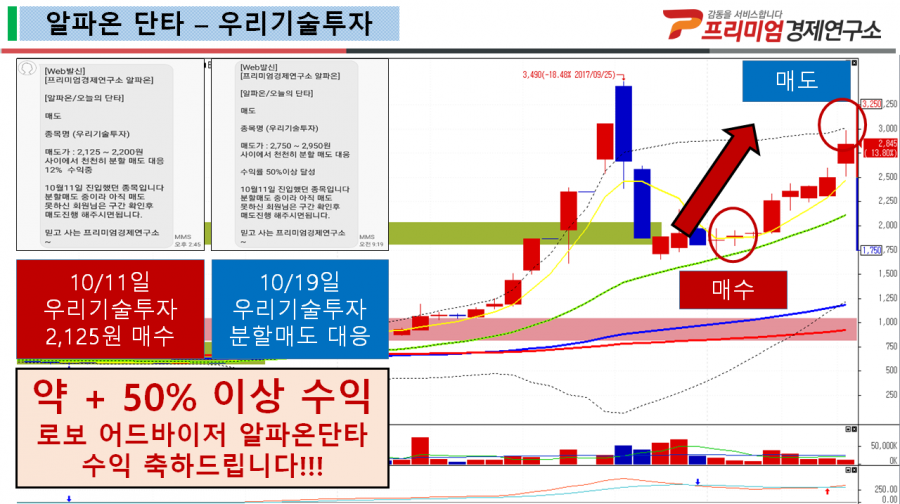 알파온 단타 – 우리기술투자
감동을 서비스합니다
프리미엄경제연구소
[Web발신]
[프리미엄경제연구소 알파온]
[알파온/오늘의 단타]
매도
종목명 (우리기술투자)
매도가 : 2,125 ~ 2,200원
사이에서 천천히 분할 매도 대응
12% 수익중
10월11일 진입했던 종목입니다
분할매도 중이라 아직 매도
못하신 회원님은 구간 확인후
매도진행 해주시면됩니다.
믿고 사는 프리미엄경제연구소
~
MMS
오후 2:45
[Web발신]
[프리미엄경제연구소 알파온]
[알파온/오늘의 단타]
매도
종목명 (우리기술투자)
매도가 : 2,750 ~ 2,950원
사이에서 천천히 분할 매도 대응
수익률 50%이상 달성
10월11일 진입했던 종목입니다
분할매도 중이라 아직 매도
못하신 회원님은 구간 확인후
매도진행 해주시면됩니다.
믿고 사는 프리미엄경제연구소
~
MMS
오전 9:19
3,490(-18.48% 2017/09/25)
매도
매수
3,250
3,000
2,845
( 13.80%)
2,500
2,250
2,000
1,750
1,500
1,250
1,000
750
500
250
0
50,000K
0K
250.00
0.00
10/11일
우리기술투자
2,125원 매수
10/19일
우리기술투자
분할매도 대응
약 + 50% 이상 수익
로보 어드바이저 알파온단타
수익 축하드립니다!!!